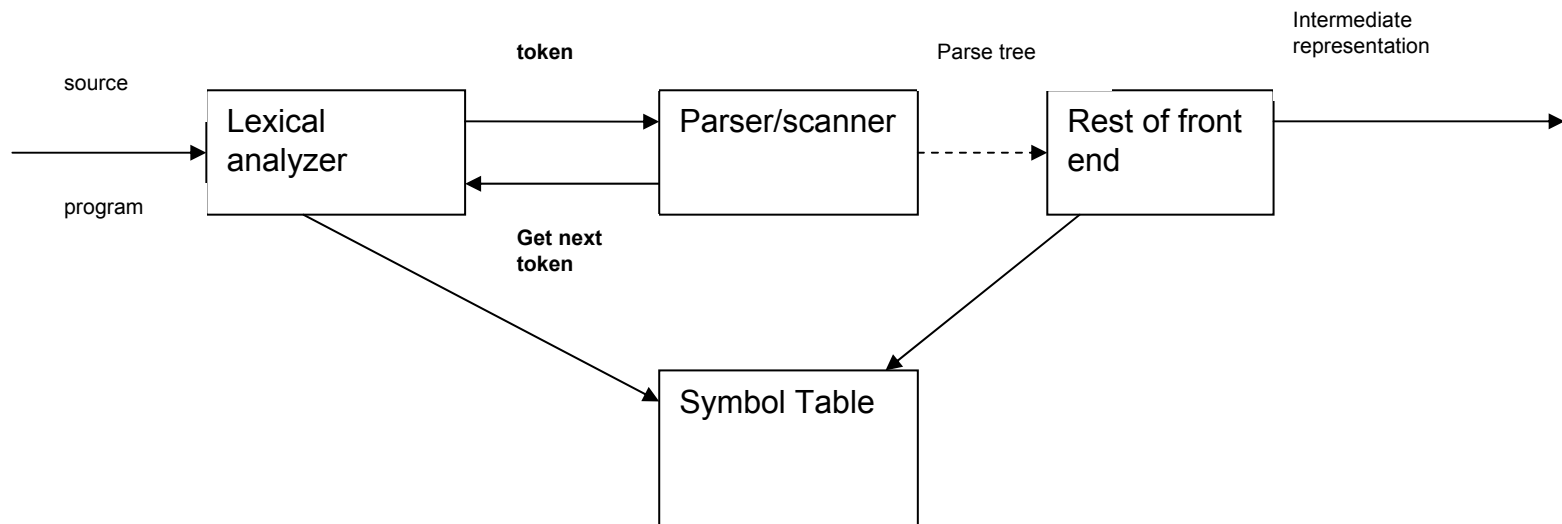 Intermediate
representation
token
Parse tree
source
Lexical
analyzer
Parser/scanner
Rest of front
end
program
Get next
token
Symbol Table